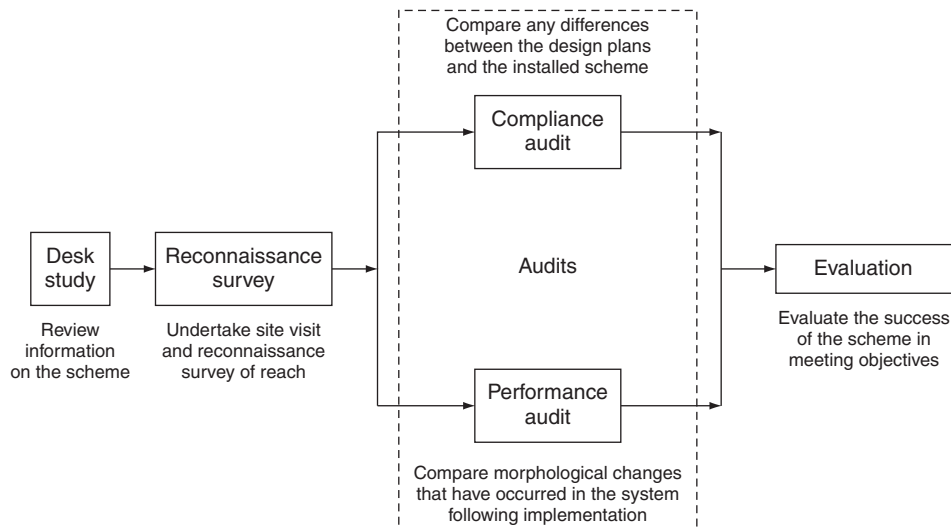 Compare any differences
between the design plans
and the installed scheme
Compliance
audit
Desk
study
Reconnaissance
survey
Audits
Evaluation
Review
information
on the scheme
Undertake site visit
and reconnaissance
survey of reach
Evaluate the success
of the scheme in
meeting objectives
Performance
audit
Compare morphological changes
that have occurred in the system
following implementation